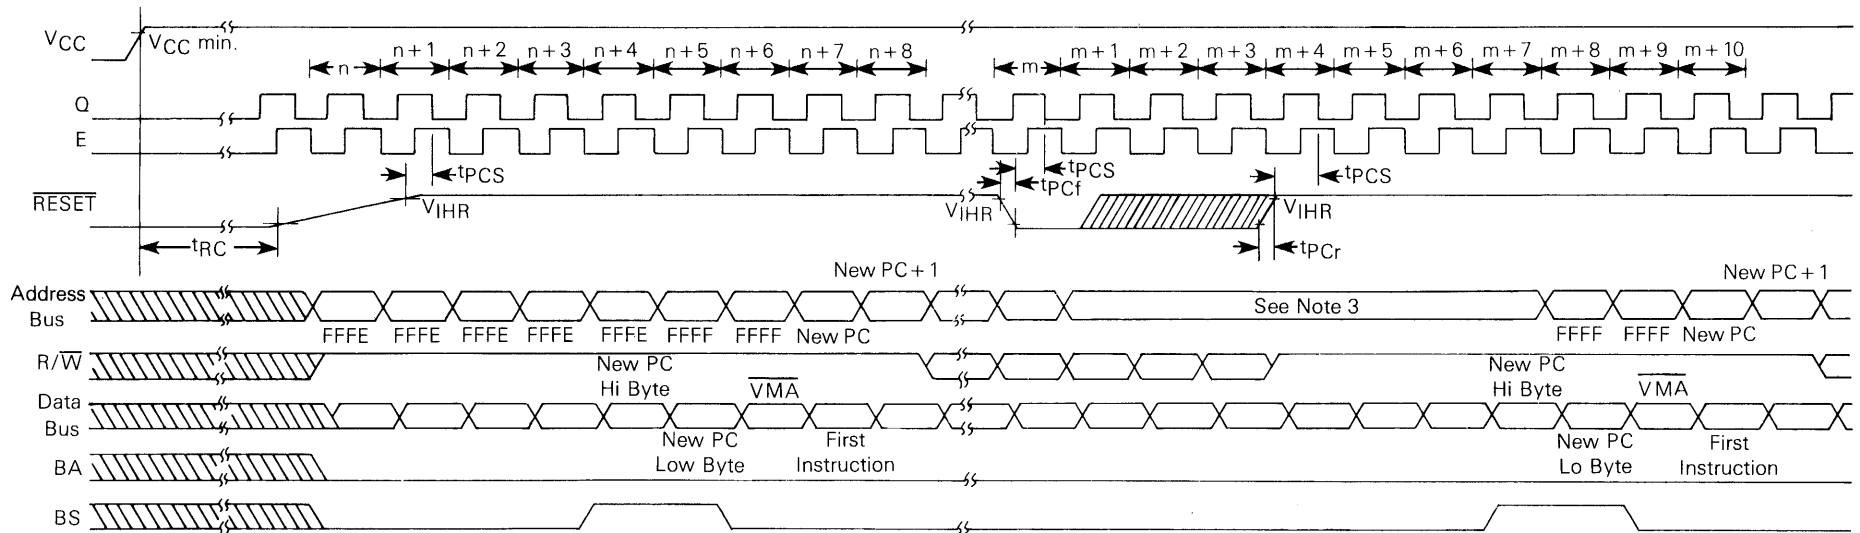 VCC
VCC min.
n
n + 1
n + 2
n + 3
n + 4
n + 5
n + 6
n + 7
n + 8
m
m + 1
m + 2
m + 3
m + 4
m + 5
m + 6
m + 7
m + 8
m + 9
m + 10
Q
E
tPCS
tPCS
tPCf
tPCS
RESET
VIHR
VIHR
VIHR
tRC
tPCr
New PC + 1
New PC + 1
Address
Bus
See Note 3
FFFE
FFFE
FFFE
FFFE
FFFE
FFFF
FFFF
New PC
FFFF
FFFF
New PC
R/W
New PC
Hi Byte
VMA
New PC
Hi Byte
VMA
Data
Bus
New PC
Low Byte
First
Instruction
New PC
Lo Byte
First
Instruction
BA
BS